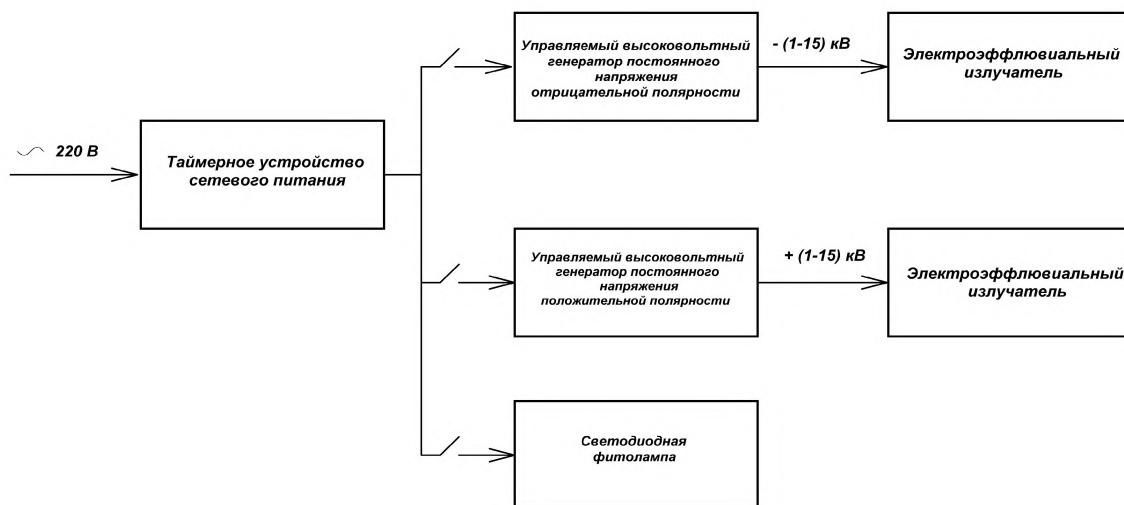 ~ 220 В
Таймерное устройство
сетевого питания
Управляемый высоковольтный
генератор постоянного
напряжения
отрицательной полярности
- (1-15) кВ
Электроэффлювиальный
излучатель
Управляемый высоковольтный
генератор постоянного
напряжения
положительной полярности
+ (1-15) кВ
Электроэффлювиальный
излучатель
Светодиодная
фитолампа